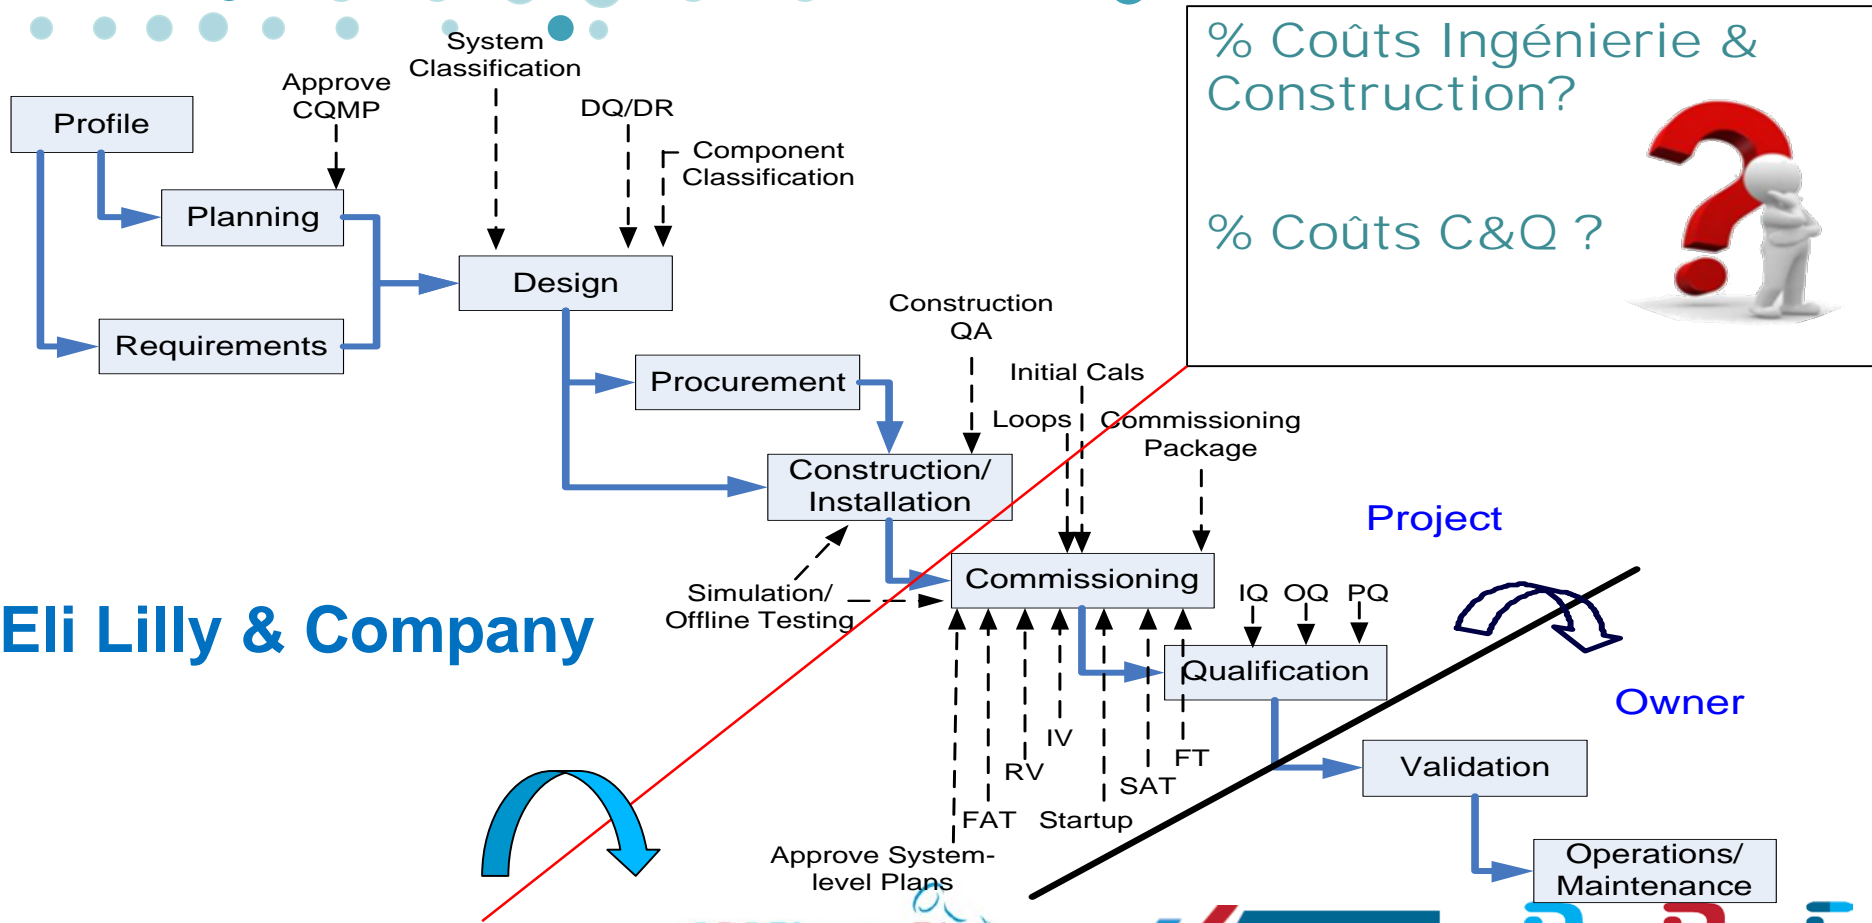 % Coûts Ingénierie &
Construction?
% Coûts C&Q ?
System
Classification
Approve
CQMP
DQ/DR
Profile
Component
Classification
Planning
Design
Requirements
Construction
QA
Procurement
Initial Cals
Loops
Commissioning
Package
Construction/
Installation
Project
Simulation/
Offline Testing
Commissioning
IQ OQ PQ
Eli Lilly & Company
Qualification
Owner
IV
RV
FT
SAT
FAT
Startup
Validation
Approve System-
level Plans
Operations/
Maintenance